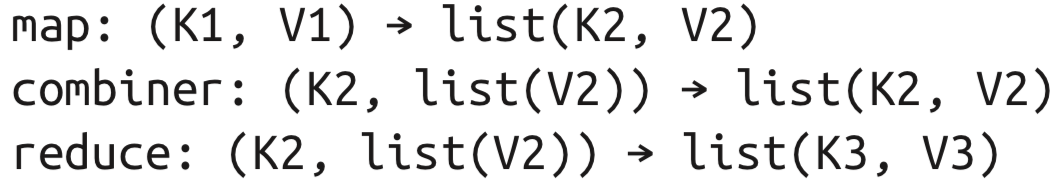 map: (K1, V1) → list(K2, V2)
combiner: (K2, list(V2)) → list(K2, V2)
reduce: (K2, list(V2)) → list(K3, V3)